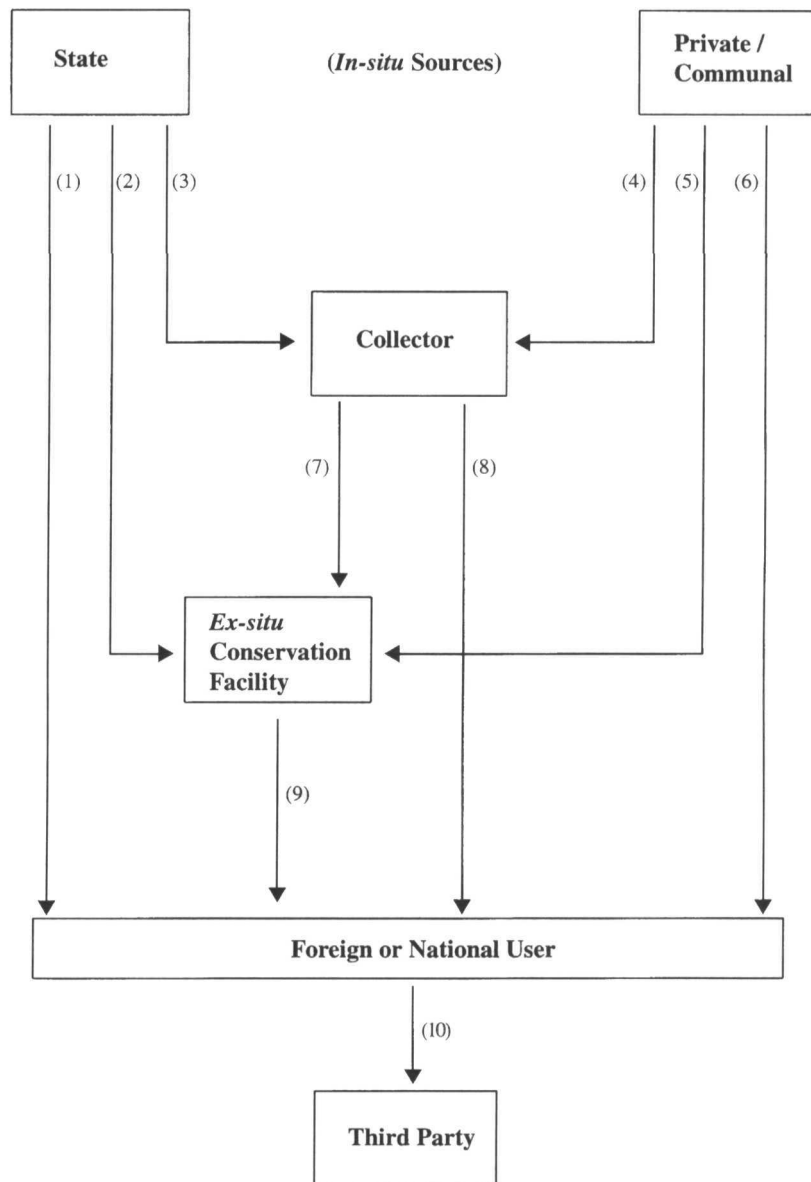 State
(In-situ Sources)
Private /
Communal
(1)
(2)
(3)
(4)
(5)
(6)
Collector
(7)
(8)
Ex-situ
Conservation
Facility
(9)
Foreign or National User
(10)
Third Party